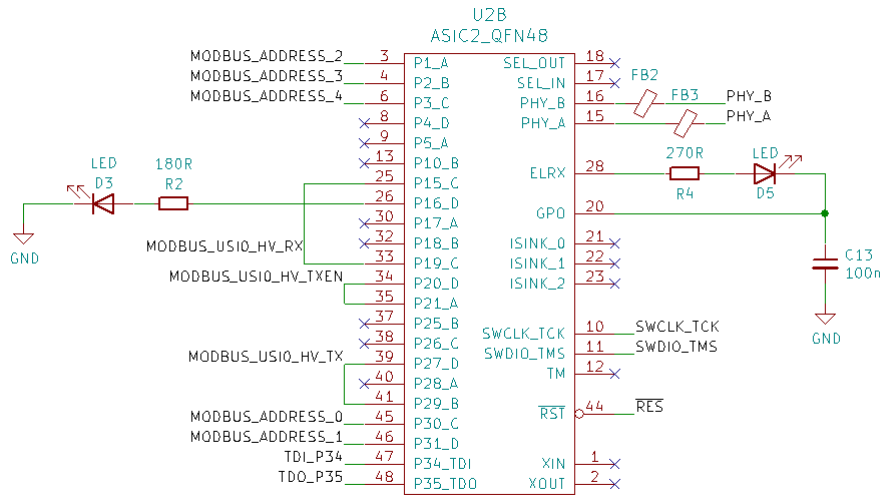 U2B
ASIC2_QFN48
MODBUS_ADDRESS_2 3 P1_A SEL_OUT 18
MODBUS_ADDRESS_3 4 P2_B SEL_IN 17 FB2
MODBUS_ADDRESS_4 6 P3_C PHY_B 16 FB3 PHY_B
8 P4_D PHY_A 15 PHY_A
9 P5_A
LED 180R 13 P10_B 270R LED
D3 R2 25 P15_C ELRX 28 R4 D5
26 P16_D
30 P17_A GPO 20
GND MODBUS_USI0_HV_RX 32 P18_B ISINK_0 21 C13
33 P19_C ISINK_1 22 100n
MODBUS_USI0_HV_TXEN 34 P20_D ISINK_2 23
35 P21_A
37 P25_B SWCLK_TCK 10 SWCLK_TCK GND
38 P26_C SWDIO_TMS 11 SWDIO_TMS
MODBUS_USI0_HV_TX 39 P27_D TM 12
40 P28_A
41 P29_B RST 44 RES
MODBUS_ADDRESS_0 45 P30_C
MODBUS_ADDRESS_1 46 P31_D
TDI_P34 47 P34_TDI XIN 1
TDO_P35 48 P35_TDO XOUT 2